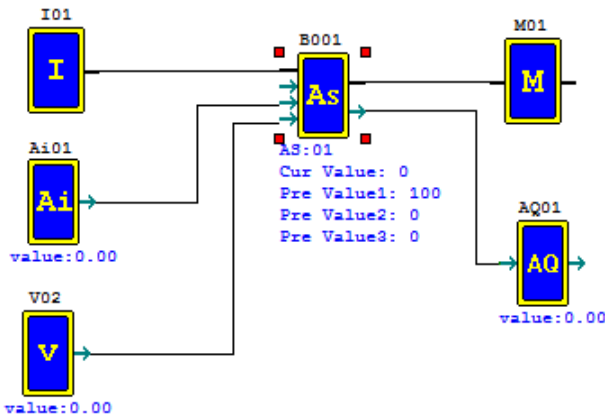 I01
I
B001
As
M01
M
Ai01
Ai
value:0.00
AS:01
Cur Value: 0
Pre Value1: 100
Pre Value2: 0
Pre Value3: 0
AQ01
AQ
value:0.00
V02
V
value:0.00